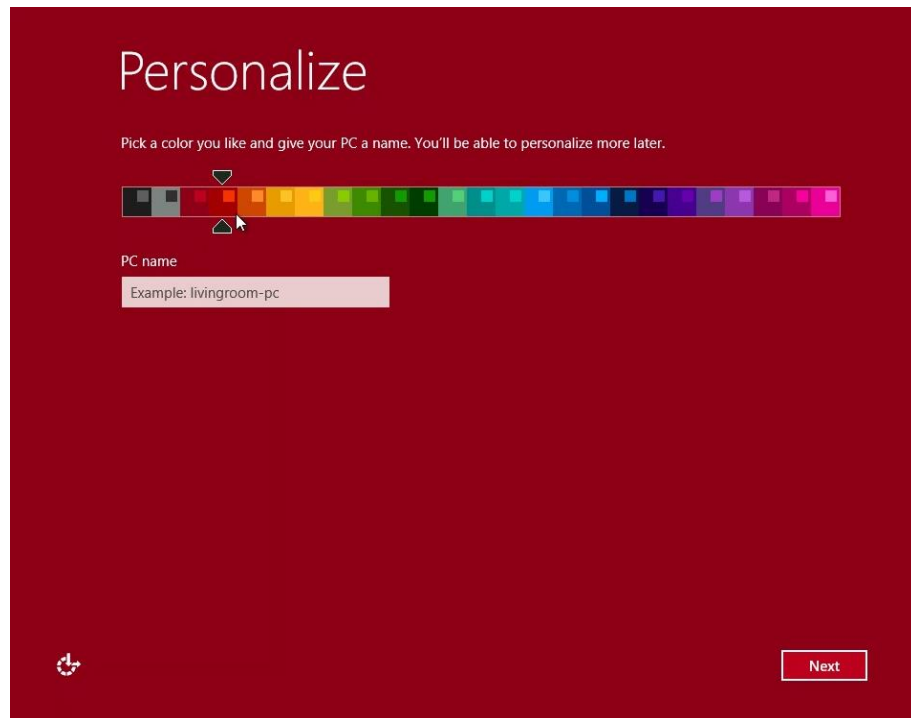 Personalize
Pick a color you like and give your PC a name. You'll be able to personalize more later.
PC name
Example: livingroom-pc
Next